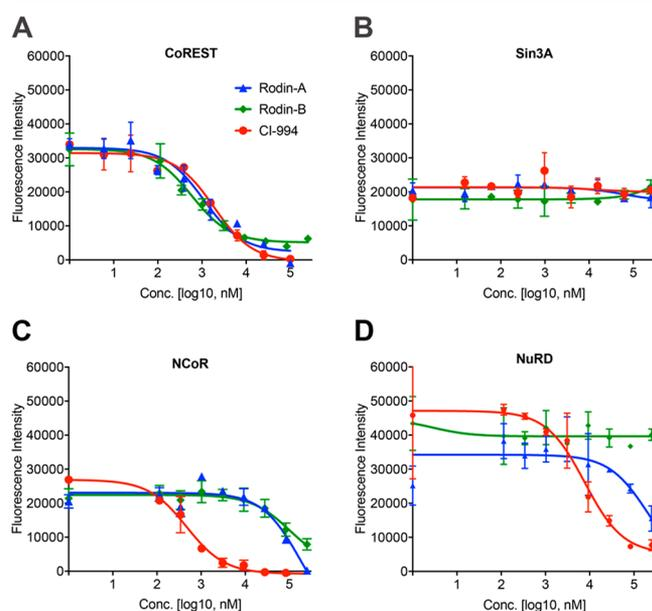 A
CoREST
60000
50000
40000
30000
20000
10000
0
Fluorescence Intensity
1 2 3 4 5
Conc. [log10, nM]
Rodin-A
Rodin-B
CI-994
B
Sin3A
60000
50000
40000
30000
20000
10000
0
Fluorescence Intensity
1 2 3 4 5
Conc. [log10, nM]
C
NCoR
60000
50000
40000
30000
20000
10000
0
Fluorescence Intensity
1 2 3 4 5
Conc. [log10, nM]
D
NuRD
60000
50000
40000
30000
20000
10000
0
Fluorescence Intensity
1 2 3 4 5
Conc. [log10, nM]